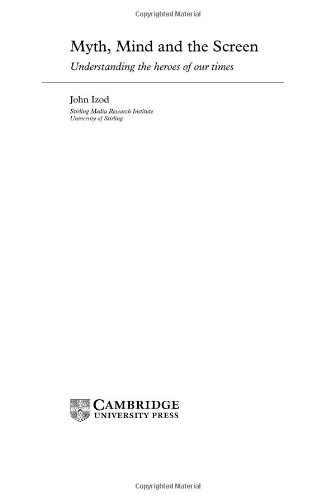 Copyrighted Material
Myth, Mind and the Screen
Understanding the heroes of our times
John Izod
Stirling Media Research Institute
University of Stirling
CAMBRIDGE
UNIVERSITY PRESS
Copyrighted Material